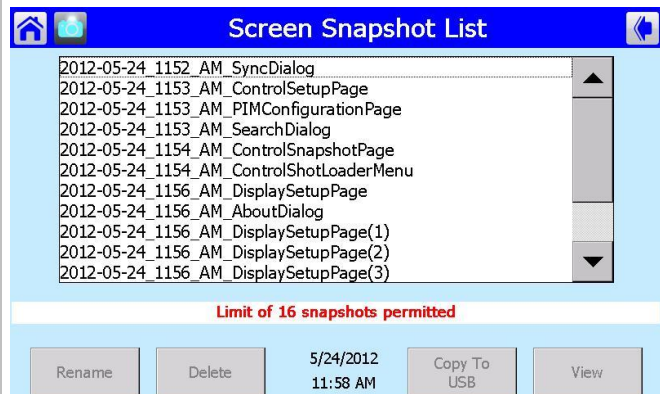 Screen Snapshot List
2012-05-24_1152_AM_SyncDialog
2012-05-24_1153_AM_ControlSetupPage
2012-05-24_1153_AM_PIMConfigurationPage
2012-05-24_1153_AM_SearchDialog
2012-05-24_1154_AM_ControlSnapshotPage
2012-05-24_1154_AM_ControlShotLoaderMenu
2012-05-24_1156_AM_DisplaySetupPage
2012-05-24_1156_AM_AboutDialog
2012-05-24_1156_AM_DisplaySetupPage(1)
2012-05-24_1156_AM_DisplaySetupPage(2)
2012-05-24_1156_AM_DisplaySetupPage(3)
Limit of 16 snapshots permitted
Rename
Delete
5/24/2012
11:58 AM
Copy To
USB
View